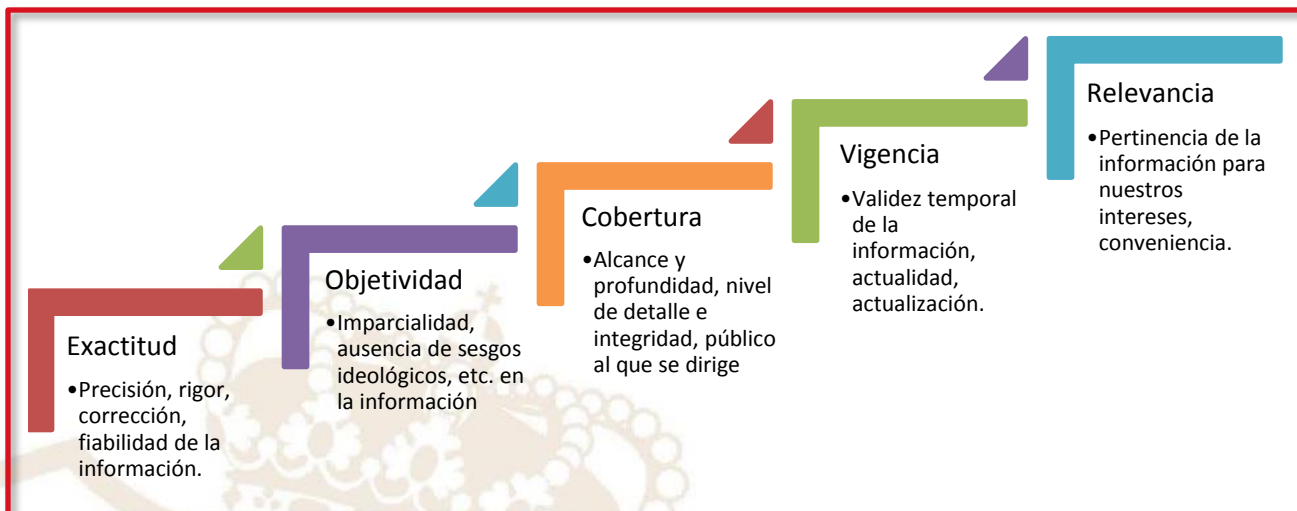 Exactitud
•Precisión, rigor,
corrección,
fiabilidad de la
información.
Objetividad
•Imparcialidad,
ausencia de sesgos
ideológicos, etc. en
la información
Cobertura
•Alcance y
profundidad, nivel
de detalle e
integridad, público
al que se dirige
Vigencia
•Validez temporal
de la
información,
actualidad,
actualización.
Relevancia
•Pertinencia de la
información para
nuestros
intereses,
conveniencia.